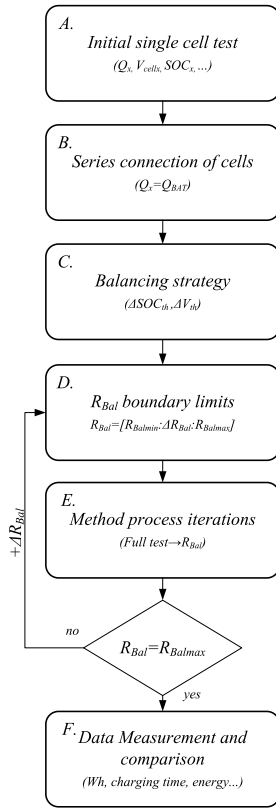 A.
Initial single cell test
(Qx, Vcells, SOCx, ...)
B.
Series connection of cells
(Qx=QBAT)
C.
Balancing strategy
(ΔSOCth ,ΔVth)
D.
RBal boundary limits
RBal=[RBalmin:ΔRBal:RBalmax]
E.
Method process iterations
(Full test→RBal)
+ΔRBal
no
RBal=RBalmax
yes
F. Data Measurement and
comparison
(Wh, charging time, energy...)